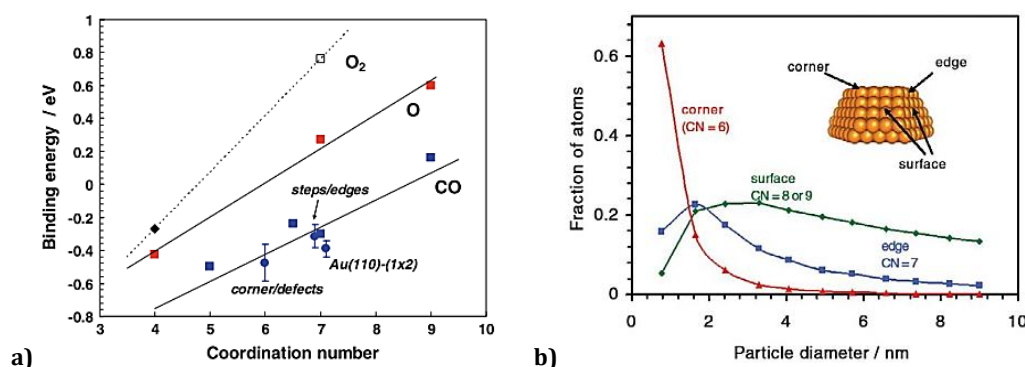 1
0.8
0.6
0.4
0.2
0
-0.2
-0.4
-0.6
0.8
3 4 5 6 7 8 9 10
Binding energy / eV
Coordination number
O2
O
CO
steps/edges
Au(110)-(1x2)
corner/defects
a)
0.6
0.4
0.2
0
0 2 4 6 8 10
Fraction of atoms
Particle diameter / nm
corner
edge
surface
corner
(CN = 6)
surface
CN = 8 or 9
edge
CN = 7
b)